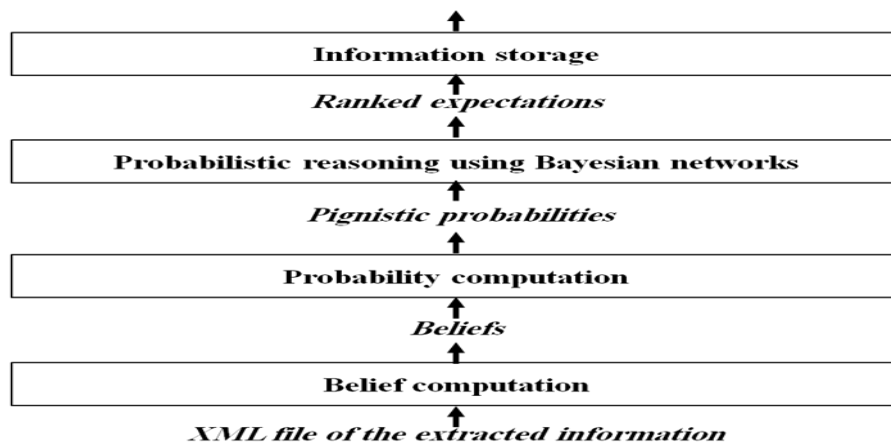 Information storage
Ranked expectations
Probabilistic reasoning using Bayesian networks
Pignistic probabilities
Probability computation
Beliefs
Belief computation
XML file of the extracted information